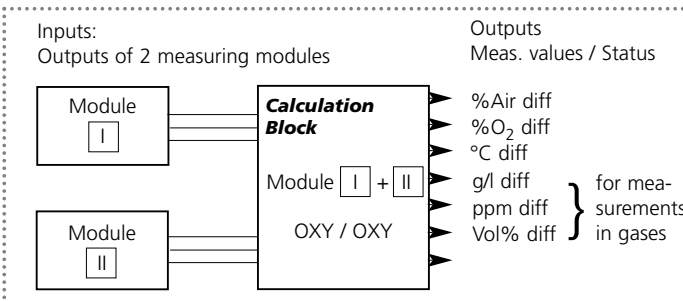 Inputs:
Outputs of 2 measuring modules
Outputs
Meas. values / Status
Module
I
Module
II
Calculation
Block
Module I + II
OXY / OXY
%Air diff
%O2 diff
°C diff
g/l diff
ppm diff
Vol% diff
for mea-
surements
in gases